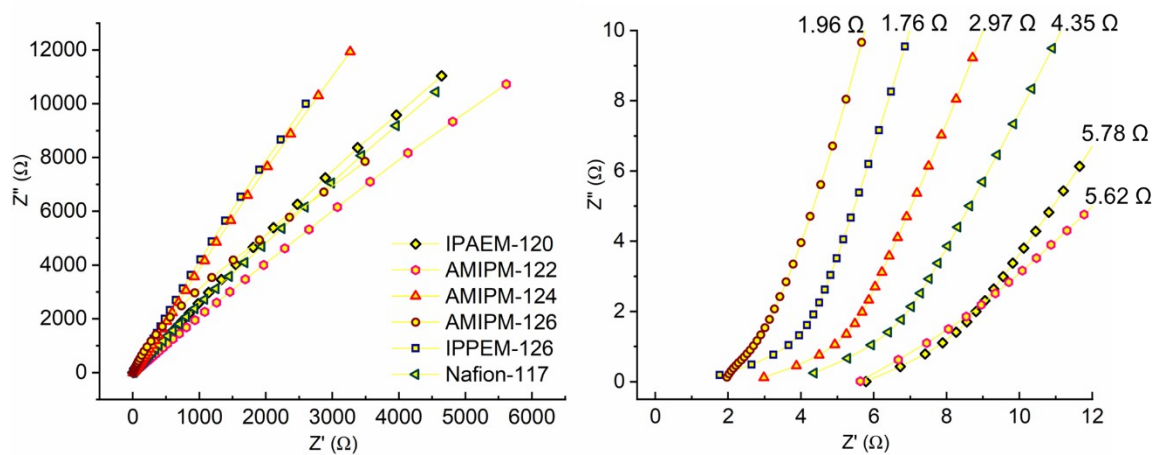 12000
10000
8000
6000
4000
2000
0
Z'' (Ω)
IPAEM-120
AMIPM-122
AMIPM-124
AMIPM-126
IPPEM-126
Nafion-117
0 1000 2000 3000 4000 5000 6000
Z' (Ω)
10
8
6
4
2
0
Z'' (Ω)
1.96 Ω 1.76 Ω 2.97 Ω 4.35 Ω
5.78 Ω
5.62 Ω
0 2 4 6 8 10 12
Z' (Ω)